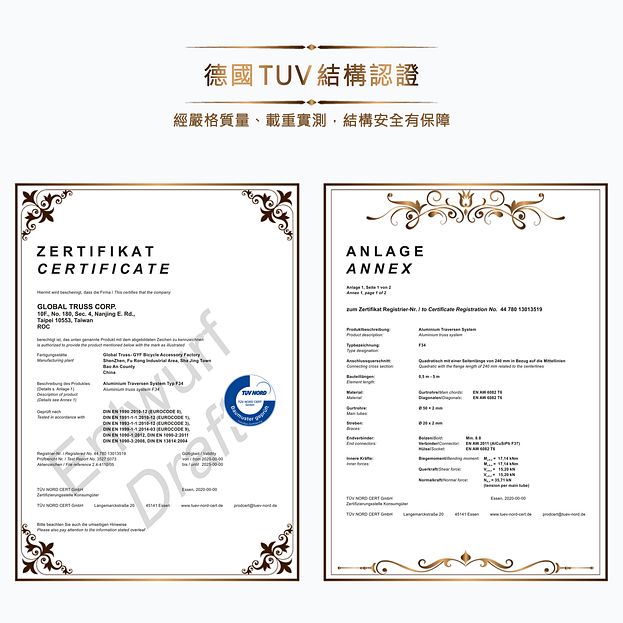 德國TUV結構認證
經嚴格質量、載重實測，結構安全有保障
ZERTIFIKAT
CERTIFICATE
Hiermit wird bescheinigt, dass die Firma / This certifies that the company
GLOBAL TRUSS CORP.
10F., No. 180, Sec. 4, Nanjing E. Rd.,
Taipei 10553, Taiwan
ROC
berechtigt ist, das unten genannte Produkt mit dem abgebildeten Zeichen zu kennzeichnen
is authorized to provide the product mentioned below with the mark as illustrated
Fertigungsstätte
Manufacturing plant
Global Truss- GYF Bicycle Accessory Factory
ShenZhen, Fu Rong Industrial Area, Sha Jing Town
Bao An County
China
Beschreibung des Produktes
(Details s. Anlage 1)
Description of product
(Details see Annex 1)
Aluminium Traversen System Typ F34
Aluminium truss system F34
TÜV NORD
TÜV NORD CERT
GmbH
Baumuster geprüft
Geprüft nach
Tested in accordance with
DIN EN 1990:2010-12 (EUROCODE 0),
DIN EN 1991-1-1:2010-12 (EUROCODE 1),
DIN EN 1993-1-1:2010-12 (EUROCODE 3),
DIN EN 1999-1-1:2014-03 (EUROCODE 9),
DIN EN 1090-1:2012, DIN EN 1090-2:2011
DIN EN 1090-3:2008, DIN EN 13814:2004
Registrier-Nr. / Registered No. 44 780 13013519
Prüfbericht Nr. / Test Report No. 3527 6073
Aktenzeichen / File reference 2.4-4110/05
Gültigkeit / Validity
von / from 2020-00-00
bis / until 2025-00-00
Entwurf
Draft
TÜV NORD CERT GmbH
Zertifizierungsstelle Konsumgüter
Essen, 2020-00-00
TÜV NORD CERT GmbH Langemarckstraße 20 45141 Essen www.tuev-nord-cert.de prodcert@tuev-nord.de
Bitte beachten Sie auch die umseitigen Hinweise
Please also pay attention to the information stated overleaf
ANLAGE
ANNEX
Anlage 1, Seite 1 von 2
Annex 1, page 1 of 2
zum Zertifikat Registrier-Nr. / to Certificate Registration No. 44 780 13013519
Produktbeschreibung:
Product description:
Aluminium Traversen System
Aluminium truss system
Typbezeichnung:
Type designation:
F34
Anschlussquerschnitt:
Connecting cross section:
Quadratisch mit einer Seitenlänge von 240 mm in Bezug auf die Mittellinien
Quadratic with the flange length of 240 mm related to the centerlines
Bauteillängen:
Element length:
0,5 m - 5 m
Material:
Material:
Gurtrohre/Main chords: EN AW 6082 T6
Diagonalen/Diagonals: EN AW 6082 T6
Gurtrohre:
Main tubes:
Ø 50 × 2 mm
Streben:
Braces:
Ø 20 x 2 mm
Endverbinder:
End connectors:
Bolzen/Bold: Min. 8.8
Verbinder/Connector: EN AW 2011 (AlCuBiPb F37)
Hülse/Socket: EN AW 6082 T6
Innere Kräfte:
Inner forces:
Biegemoment/Bending moment: = 17,14 kNm
= 17,14 kNm
Querkraft/Shear force: = 15,20 kN
= 15,20 kN
Normalkraft/Normal force: = 35,71 kN
(tension per main tube)
TÜV NORD CERT GmbH
Zertifizierungsstelle Konsumgüter
Essen, 2020-00-00
TÜV NORD CERT GmbH Langemarckstraße 20 45141 Essen www.tuev-nord-cert.de prodcert@tuev-nord.de